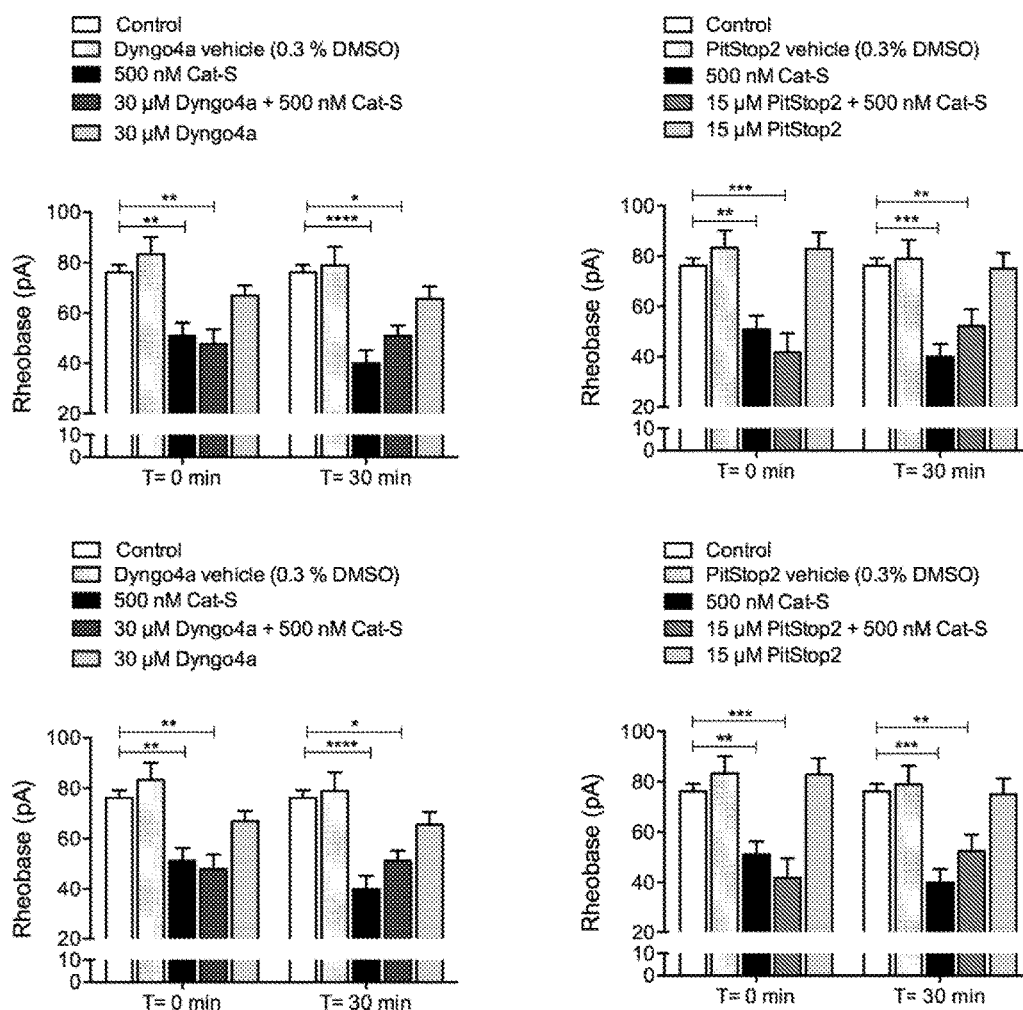 Control
Dyngo4a vehicle (0.3 % DMSO)
500 nM Cat-S
30 µM Dyngo4a + 500 nM Cat-S
30 µM Dyngo4a
Rheobase (pA)
100
80
60
40
20
10
0
**
**
*
****
T= 0 min
T= 30 min
Control
PitStop2 vehicle (0.3% DMSO)
500 nM Cat-S
15 µM PitStop2 + 500 nM Cat-S
15 µM PitStop2
Rheobase (pA)
100
80
60
40
20
10
0
***
**
**
***
T= 0 min
T= 30 min
Control
Dyngo4a vehicle (0.3 % DMSO)
500 nM Cat-S
30 µM Dyngo4a + 500 nM Cat-S
30 µM Dyngo4a
Rheobase (pA)
100
80
60
40
20
10
0
**
**
*
****
T= 0 min
T= 30 min
Control
PitStop2 vehicle (0.3% DMSO)
500 nM Cat-S
15 µM PitStop2 + 500 nM Cat-S
15 µM PitStop2
Rheobase (pA)
100
80
60
40
20
10
0
***
**
**
***
T= 0 min
T= 30 min